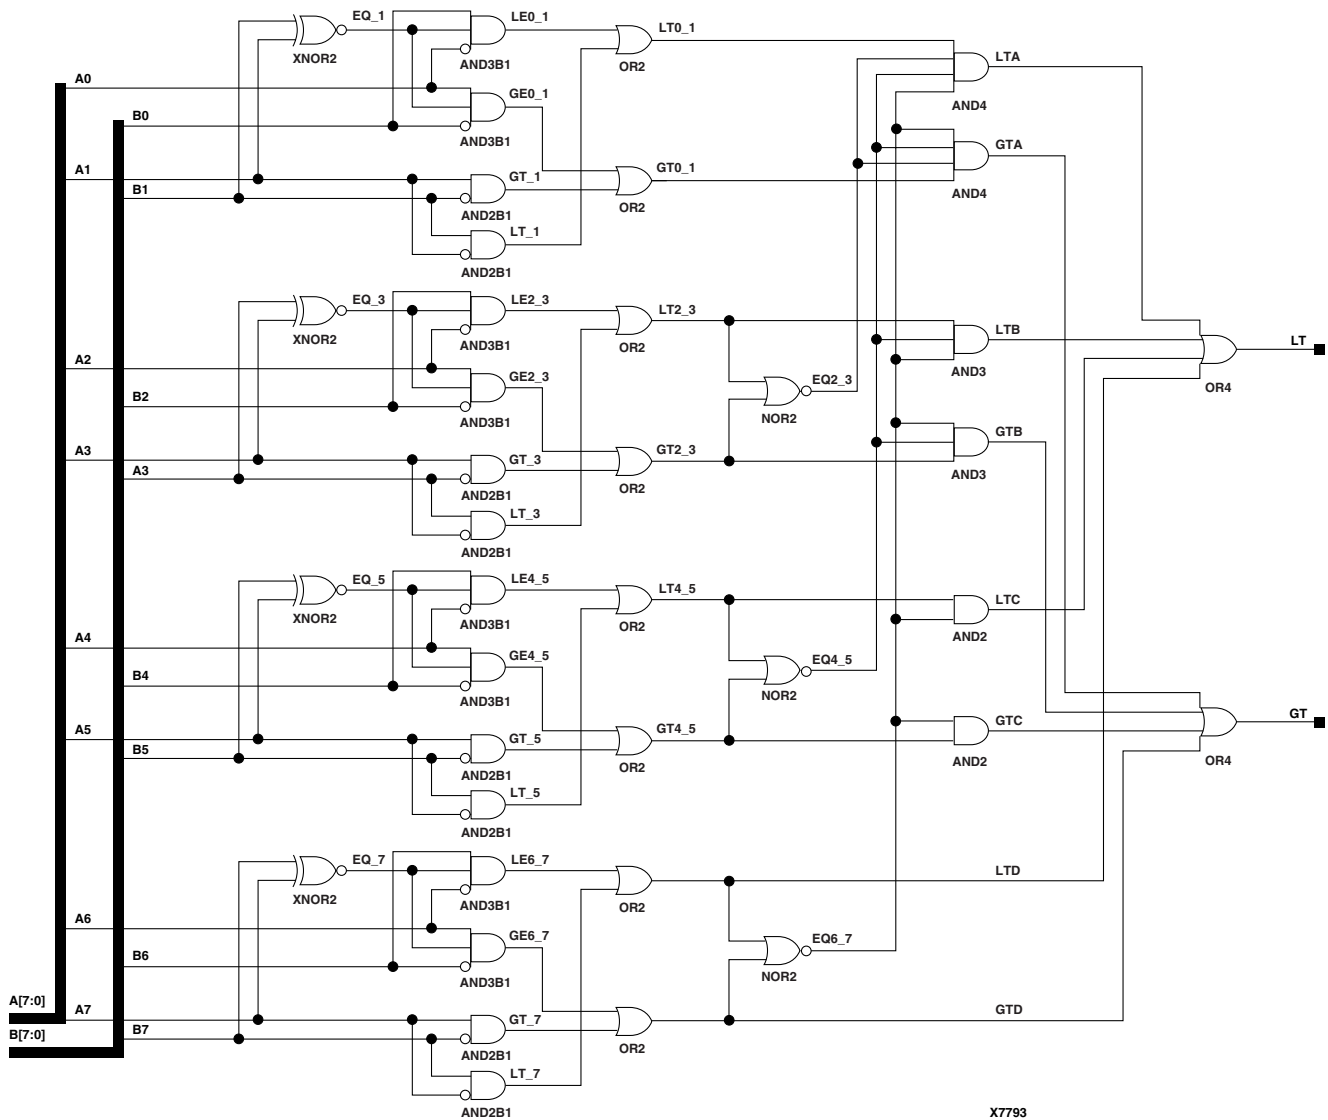 EQ_1
LE0_1
LT0_1
XNOR2
AND3B1
OR2
LTA
A0
GE0_1
AND4
B0
AND3B1
GTA
A1
GT_1
GT0_1
B1
AND2B1
OR2
AND4
LT_1
AND2B1
EQ_3
LE2_3
LT2_3
LTB
LT
XNOR2
AND3B1
OR2
AND3
A2
GE2_3
EQ2_3
OR4
B2
AND3B1
NOR2
GTB
A3
GT_3
GT2_3
A3
AND2B1
OR2
AND3
LT_3
AND2B1
EQ_5
LE4_5
LT4_5
LTC
XNOR2
AND3B1
OR2
AND2
A4
GE4_5
EQ4_5
B4
AND3B1
NOR2
GT
A5
GT_5
GT4_5
GTC
B5
AND2B1
OR2
AND2
OR4
LT_5
AND2B1
EQ_7
LE6_7
LTD
XNOR2
AND3B1
OR2
A6
GE6_7
EQ6_7
B6
AND3B1
NOR2
A[7:0]
A7
GT_7
GTD
B[7:0]
B7
AND2B1
OR2
LT_7
AND2B1
X7793